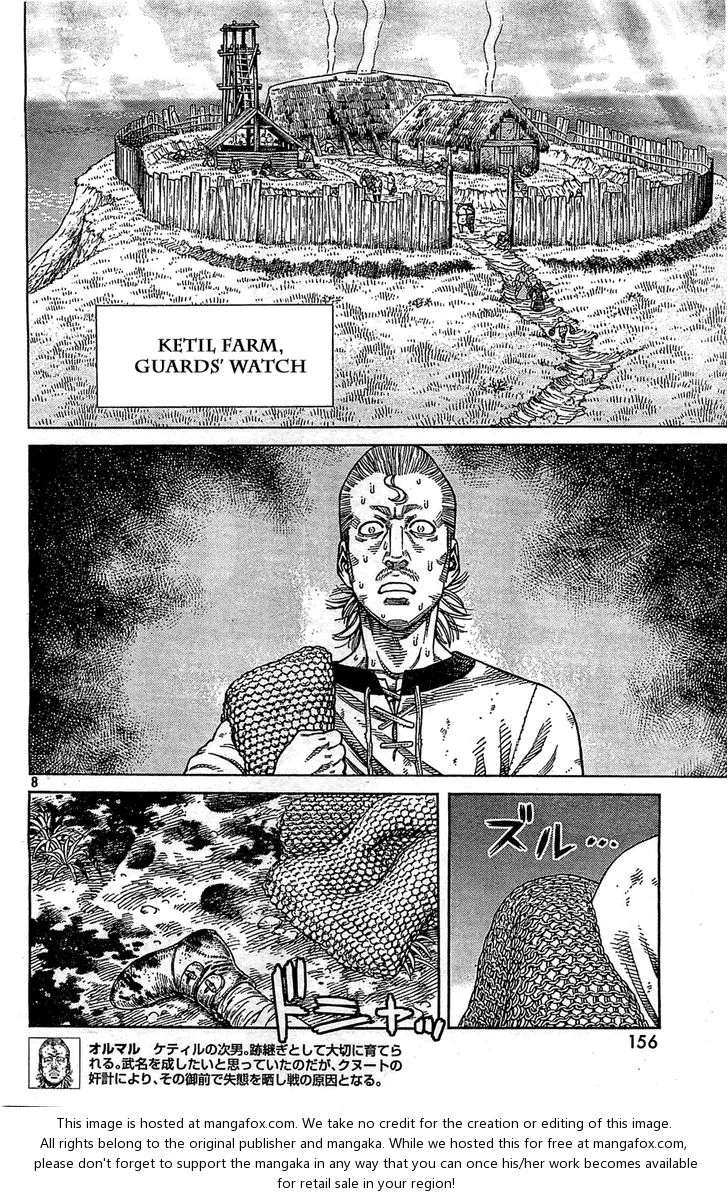 KETIL FARM,
GUARDS' WATCH
8
ズル…
ドシャッ
156
オルマル　ケティルの次男。跡継ぎとして大切に育てら
れる。武名を成したいと思っていたのだが、クヌートの
奸計により、その御前で失態を晒し戦の原因となる。
This image is hosted at mangafox.com. We take no credit for the creation or editing of this image.
All rights belong to the original publisher and mangaka. While we hosted this for free at mangafox.com,
please don't forget to support the mangaka in any way that you can once his/her work becomes available
for retail sale in your region!